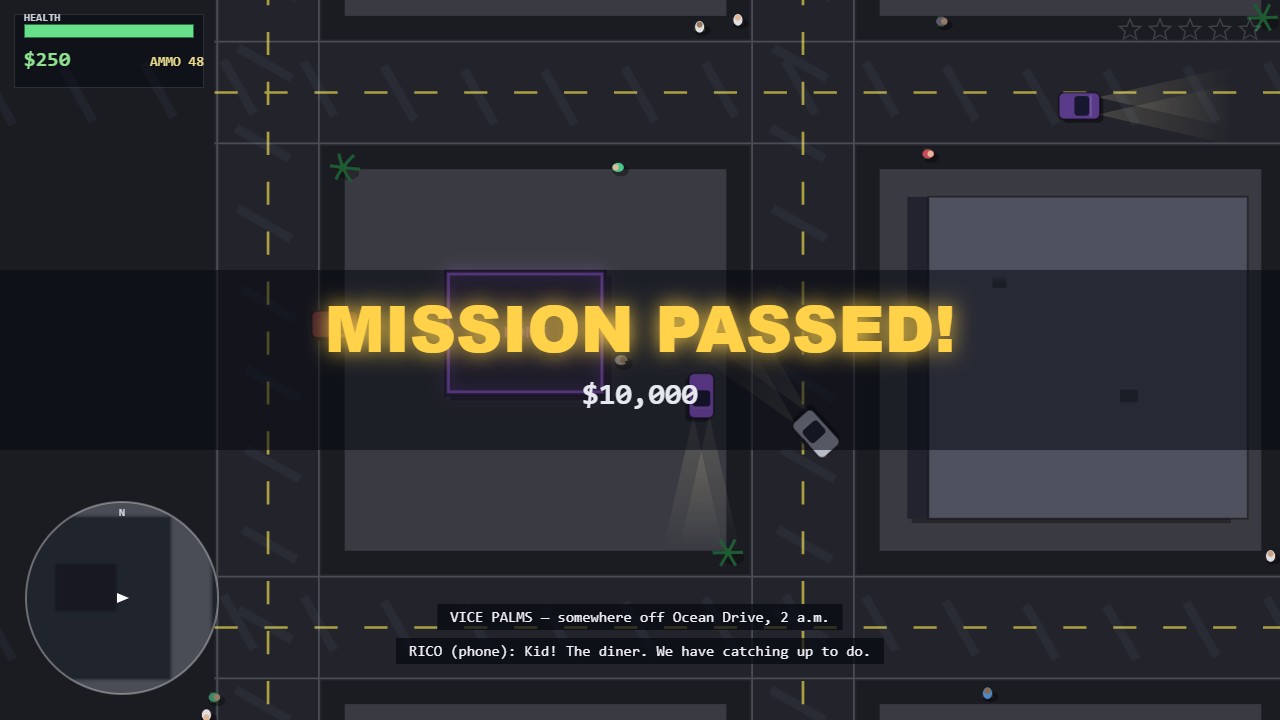 HEALTH
$250
AMMO 48
MISSION PASSED!
$10,000
N
VICE PALMS — somewhere off Ocean Drive, 2 a.m.
RICO (phone): Kid! The diner. We have catching up to do.